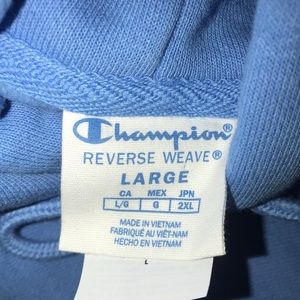 Champion®
REVERSE WEAVE®
LARGE
CA MEX JPN
L/G G 2XL
MADE IN VIETNAM
FABRIQUÉ AU VIÊT-NAM
HECHO EN VIETNAM
L